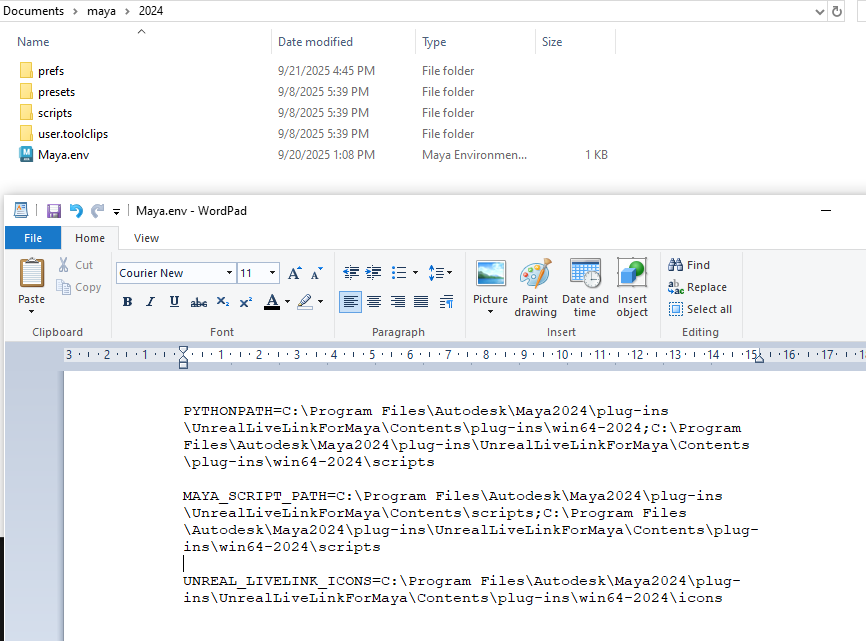 Documents > maya > 2024
Name Date modified Type Size
prefs 9/21/2025 4:45 PM File folder
presets 9/8/2025 5:39 PM File folder
scripts 9/8/2025 5:39 PM File folder
user.toolclips 9/8/2025 5:39 PM File folder
Maya.env 9/20/2025 1:08 PM Maya Environmen... 1 KB
Maya.env - WordPad
File Home View
Paste
Cut
Copy
Clipboard
Courier New 11
B I U abc X₂ X² A
Font
Paragraph
Picture
Paint drawing
Date and time
Insert object
Insert
Find
Replace
Select all
Editing
3 2 1 1 2 3 4 5 6 7 8 9 10 11 12 13 14 15 16 17
PYTHONPATH=C:\Program Files\Autodesk\Maya2024\plug-ins
\UnrealLiveLinkForMaya\Contents\plug-ins\win64-2024;C:\Program
Files\Autodesk\Maya2024\plug-ins\UnrealLiveLinkForMaya\Contents
\plug-ins\win64-2024\scripts
MAYA_SCRIPT_PATH=C:\Program Files\Autodesk\Maya2024\plug-ins
\UnrealLiveLinkForMaya\Contents\scripts;C:\Program Files
\Autodesk\Maya2024\plug-ins\UnrealLiveLinkForMaya\Contents\plug-
ins\win64-2024\scripts
UNREAL_LIVELINK_ICONS=C:\Program Files\Autodesk\Maya2024\plug-
ins\UnrealLiveLinkForMaya\Contents\plug-ins\win64-2024\icons